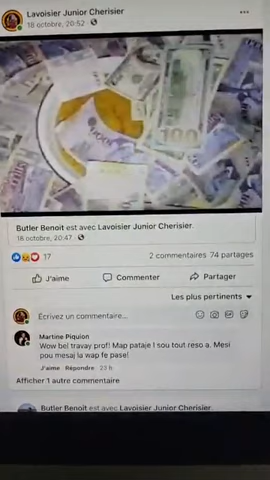 Lavoisier Junior Cherisier
18 octobre, 20:52 ·
100
Butler Benoit est avec Lavoisier Junior Cherisier.
18 octobre, 20:47 ·
17
2 commentaires 74 partages
J'aime
Commenter
Partager
Les plus pertinents
Écrivez un commentaire...
Martine Piquion
Wow bel travay prof! Map pataje l sou tout reso a. Mesi
pou mesaj la wap fe pase!
J'aime Répondre 23 h
Afficher 1 autre commentaire
Butler Benoit est avec Lavoisier Junior Cherisier.